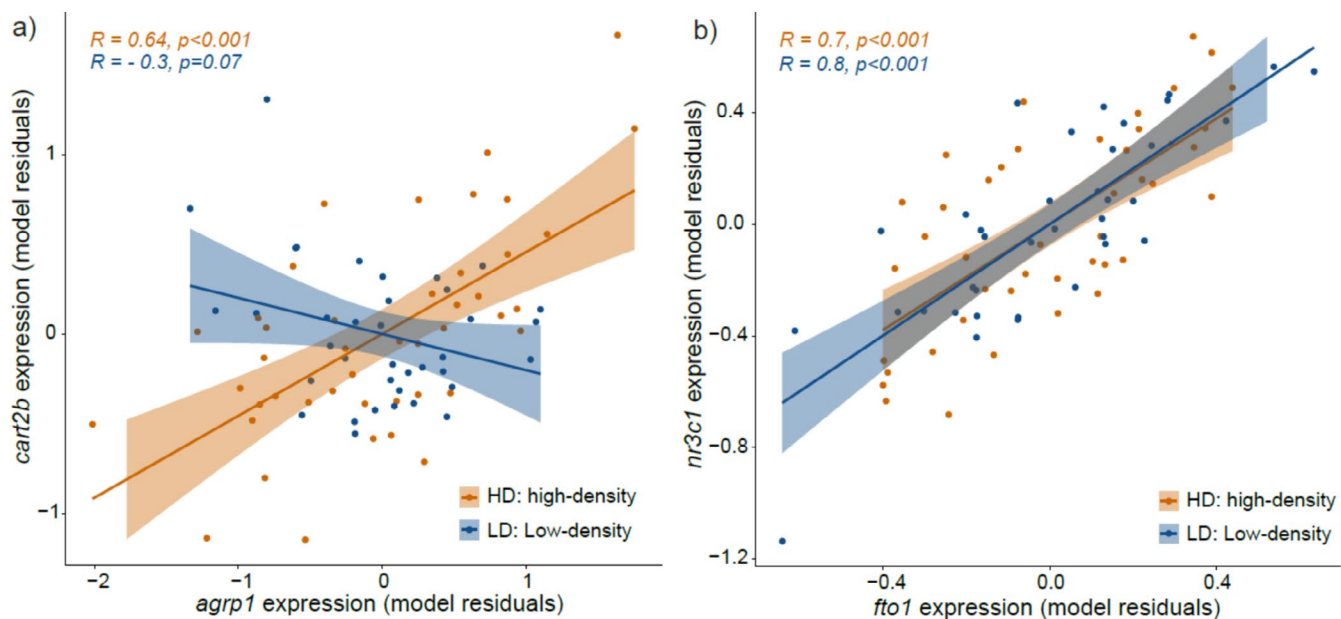 a)
R = 0.64, p<0.001
R = - 0.3, p=0.07
cart2b expression (model residuals)
1
0
−1
−2
−1
0
1
agrp1 expression (model residuals)
HD: high-density
LD: Low-density
b)
R = 0.7, p<0.001
R = 0.8, p<0.001
nr3c1 expression (model residuals)
0.4
0.0
−0.4
−0.8
−1.2
−0.4
0.0
0.4
fto1 expression (model residuals)
HD: high-density
LD: Low-density